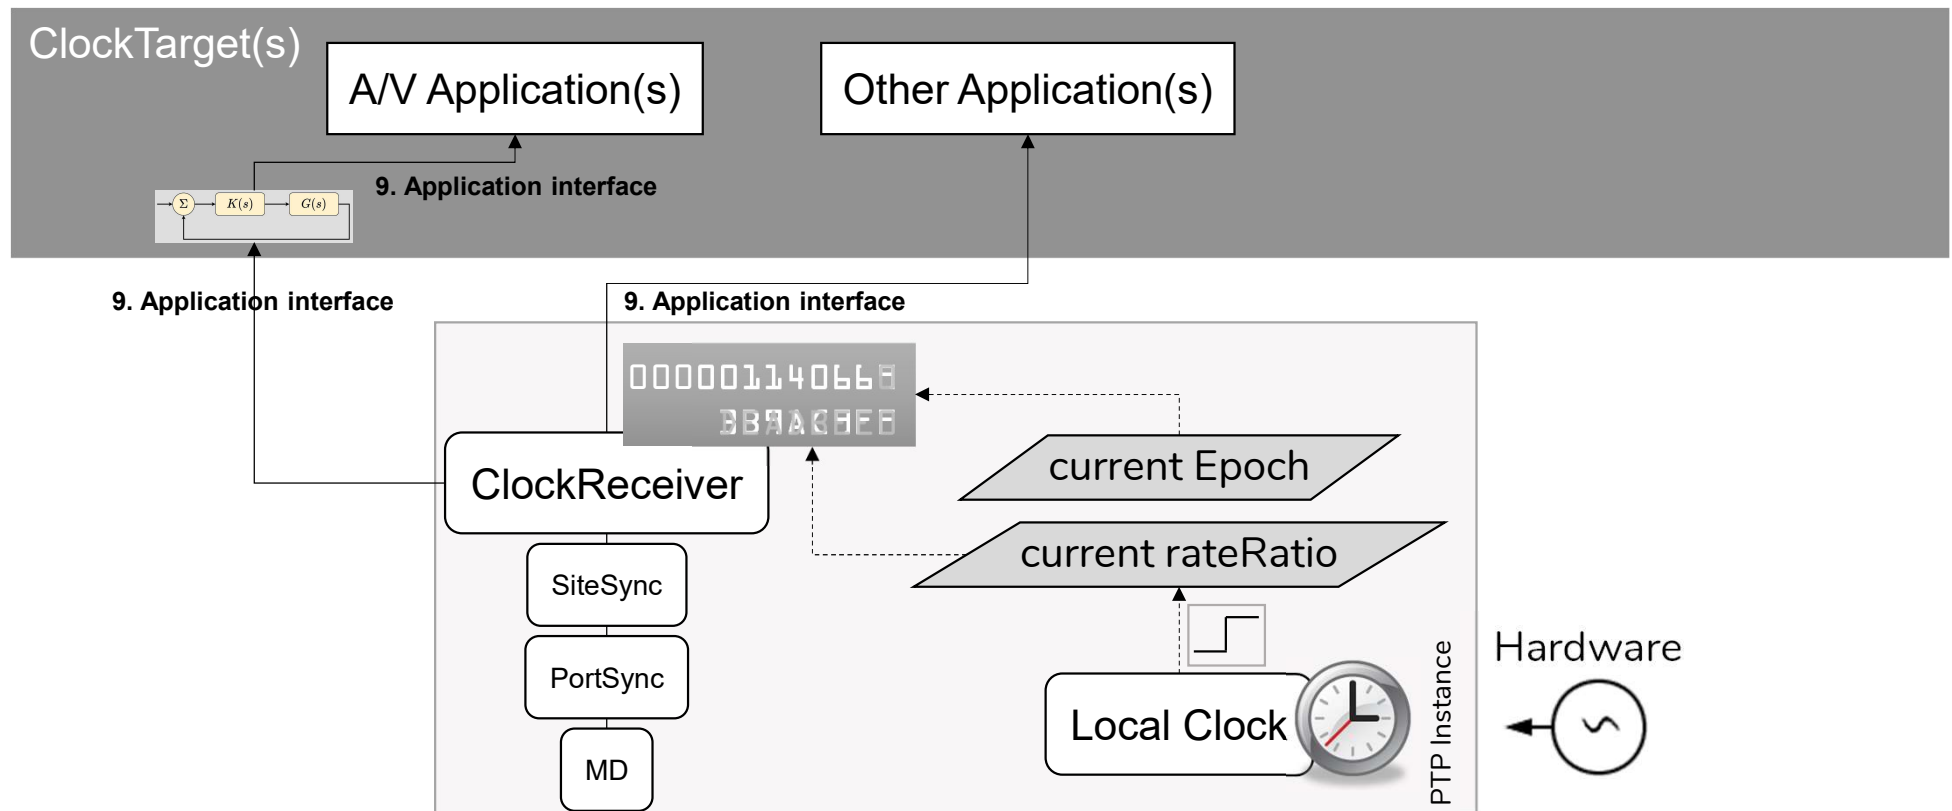 ClockTarget(s)
A/V Application(s)
Other Application(s)
9. Application interface
Σ
K(s)
G(s)
9. Application interface
9. Application interface
ClockReceiver
current Epoch
current rateRatio
SiteSync
PortSync
MD
Local Clock
PTP Instance
Hardware